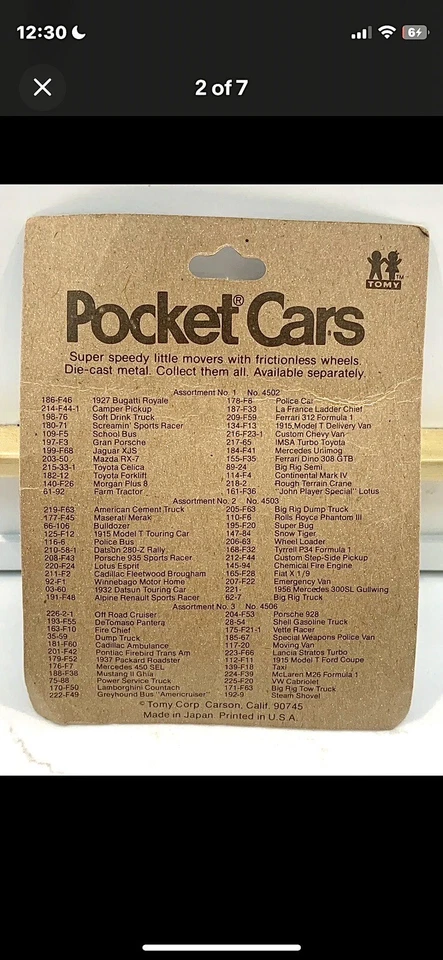 12:30
6
2 of 7
TOMY
TM
Pocket® Cars
Super speedy little movers with frictionless wheels.
Die-cast metal. Collect them all. Available separately.
Assortment No. 1 No. 4502
186-F46 1927 Bugatti Royale
214-F44-1 Camper Pickup
198-76 Soft Drink Truck
180-71 Screamin' Sports Racer
109-F5 School Bus
197-F3 Gran Porsche
199-F68 Jaguar XJS
203-50 Mazda RX-7
215-33-1 Toyota Celica
182-12 Toyota Forklift
140-F26 Morgan Plus 8
61-92 Farm Tractor
178-F6 Police Car
187-F33 La France Ladder Chief
209-F59 Ferrari 312 Formula 1
134-F13 1915 Model T Delivery Van
216-F23-1 Custom Chevy Van
217-65 IMSA Turbo Toyota
184-F41 Mercedes Unimog
155-F35 Ferrari Dino 308 GTB
89-24 Big Rig Semi
114-F4 Continental Mark IV
218-2 Rough Terrain Crane
161-F36 "John Player Special" Lotus
Assortment No. 2 No. 4503
219-F63 American Cement Truck
177-F45 Maserati Merak
66-106 Bulldozer
125-F12 1915 Model T Touring Car
116-6 Police Bus
210-58-1 Datsun 280-Z Rally
208-F43 Porsche 935 Sports Racer
220-F24 Lotus Esprit
211-F2 Cadillac Fleetwood Brougham
92-F1 Winnebago Motor Home
03-60 1932 Datsun Touring Car
191-F48 Alpine Renault Sports Racer
205-F63 Big Rig Dump Truck
110-F6 Rolls Royce Phantom III
195-F20 Super Bug
147-84 Snow Tiger
206-63 Wheel Loader
168-F32 Tyrrell P34 Formula 1
212-F44 Custom Step-Side Pickup
145-94 Chemical Fire Engine
165-F28 Fiat X 1/9
207-F22 Emergency Van
221- 1956 Mercedes 300SL Gullwing
62-7 Big Rig Truck
Assortment No. 3 No. 4506
226-2-1 Off Road Cruiser
193-F55 DeTomaso Pantera
163-F10 Fire Chief
35-59 Dump Truck
181-F60 Cadillac Ambulance
201-F42 Pontiac Firebird Trans Am
179-F52 1937 Packard Roadster
176-F7 Mercedes 450 SEL
188-F38 Mustang II Ghia
5-88 Power Service Truck
170-F50 Lamborghini Countach
222-F49 Greyhound Bus "Americruiser"
204-F53 Porsche 928
28-54 Shell Gasoline Truck
175-F21-1 Vette Racer
185-67 Special Weapons Police Van
117-20 Moving Van
223-F66 Lancia Stratos Turbo
112-F11 1915 Model T Ford Coupe
139-F18 Taxi
224-F39 McLaren M26 Formula 1
225-F20 VW Cabriolet
171-F63 Big Rig Tow Truck
192-9 Steam Shovel
© Tomy Corp. Carson, Calif. 90745
Made in Japan. Printed in U.S.A.